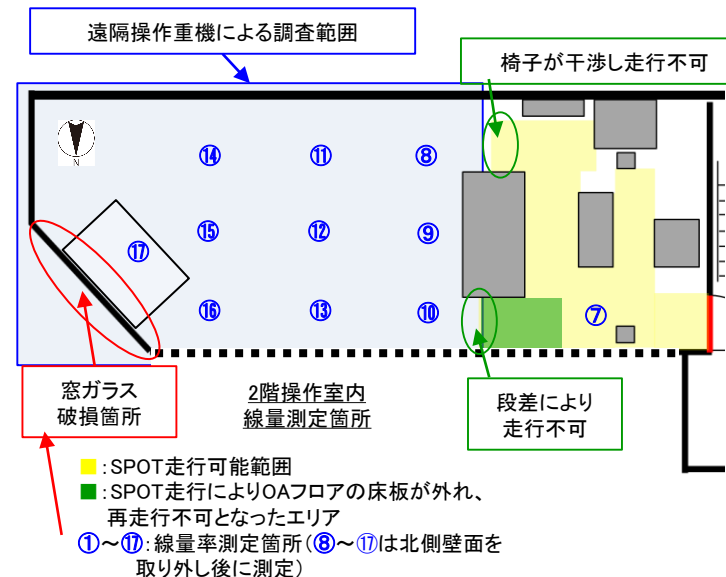 遠隔操作重機による調査範囲
椅子が干渉し走行不可
N
⑭
⑪
⑧
⑮
⑫
⑨
⑰
⑯
⑬
⑩
⑦
窓ガラス
破損箇所
2階操作室内
線量測定箇所
段差により
走行不可
:SPOT走行可能範囲
:SPOT走行によりOAフロアの床板が外れ、
再走行不可となったエリア
①～⑰:線量率測定箇所(⑧～⑰は北側壁面を
取り外し後に測定)